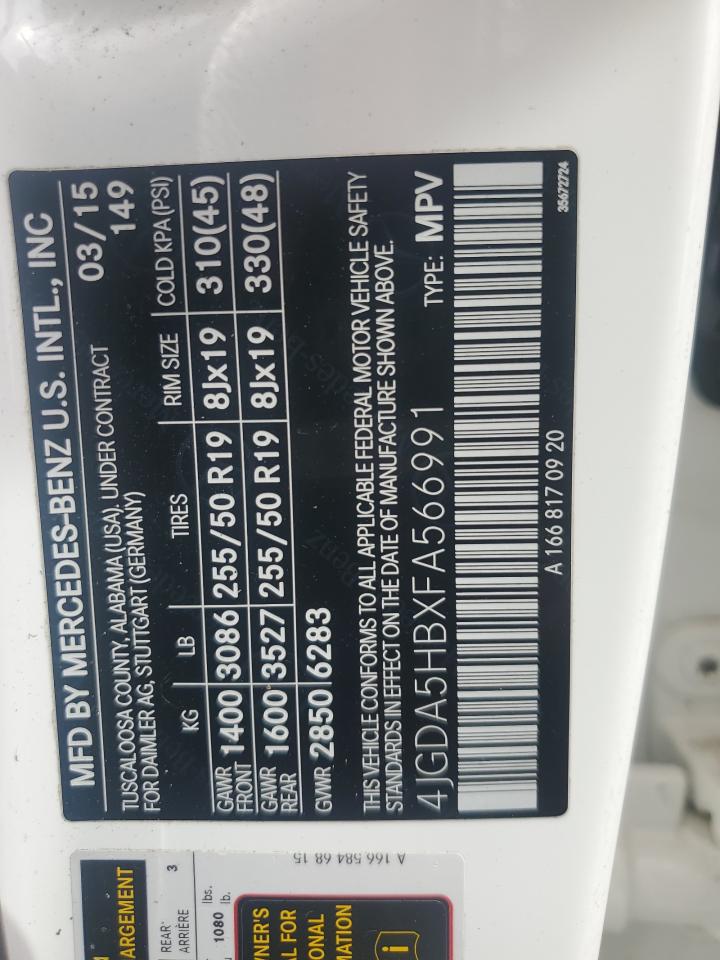 MFD BY MERCEDES-BENZ U.S. INTL., INC
TUSCALOOSA COUNTY, ALABAMA (USA), UNDER CONTRACT 03/15
FOR DAIMLER AG, STUTTGART (GERMANY) 149
KG LB TIRES RIM SIZE COLD KPA(PSI)
GAWR FRONT 1400 3086 255/50 R19 8Jx19 310(45)
GAWR REAR 1600 3527 255/50 R19 8Jx19 330(48)
GVWR 2850 6283
THIS VEHICLE CONFORMS TO ALL APPLICABLE FEDERAL MOTOR VEHICLE SAFETY
STANDARDS IN EFFECT ON THE DATE OF MANUFACTURE SHOWN ABOVE.
4JGDA5HBXFA566991 TYPE: MPV
A 166 817 09 20
35672724
ARGEMENT
REAR
ARRIÈRE 3
lbs.
1080 lb.
NER'S
AL FOR
ONAL
MATION
i
A 166 584 68 15